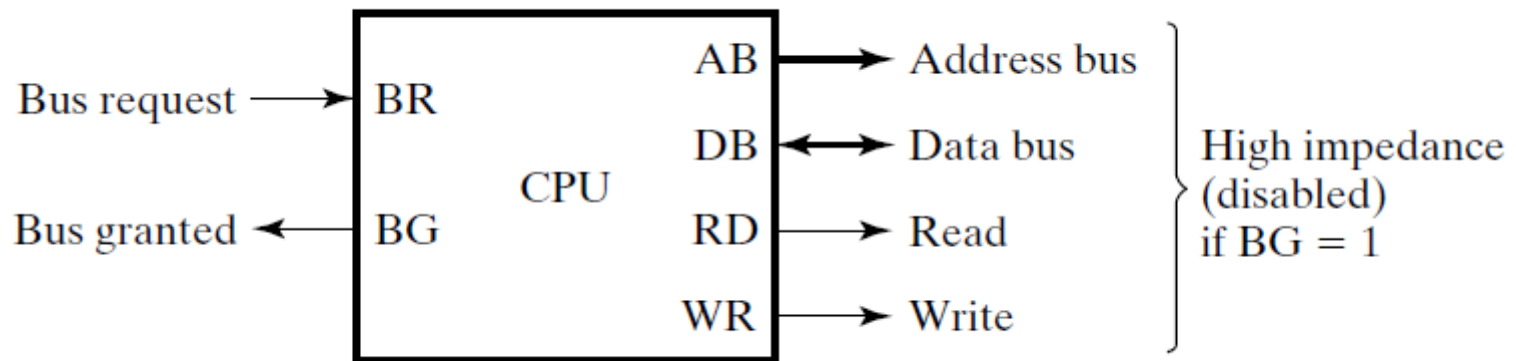 AB Address bus
Bus request BR
DB Data bus
High impedance
(disabled)
if BG = 1
CPU
Bus granted BG
RD Read
WR Write